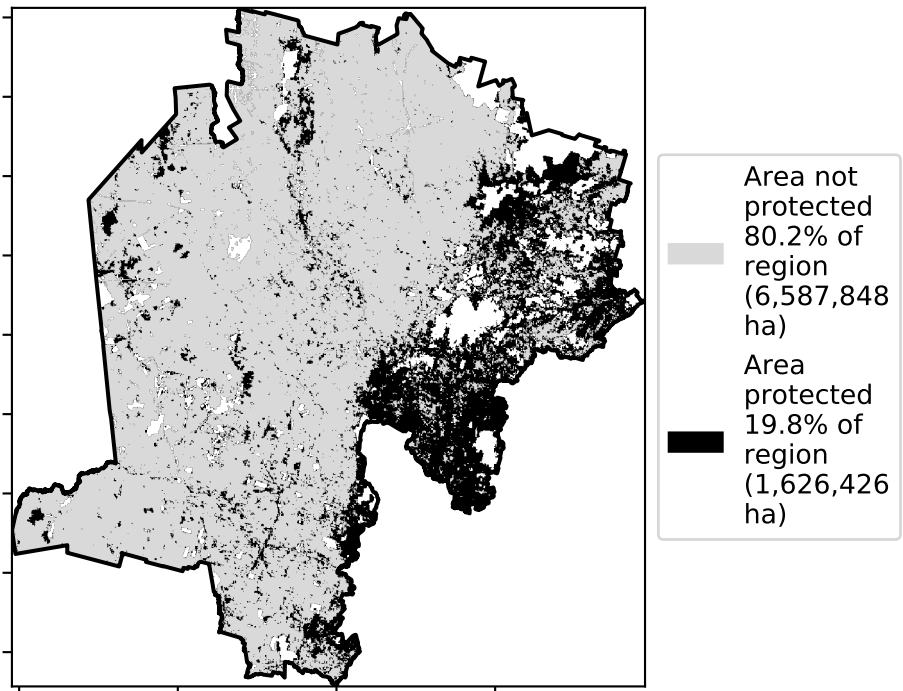 Area not
protected
80.2% of
region
(6,587,848
ha)
Area
protected
19.8% of
region
(1,626,426
ha)